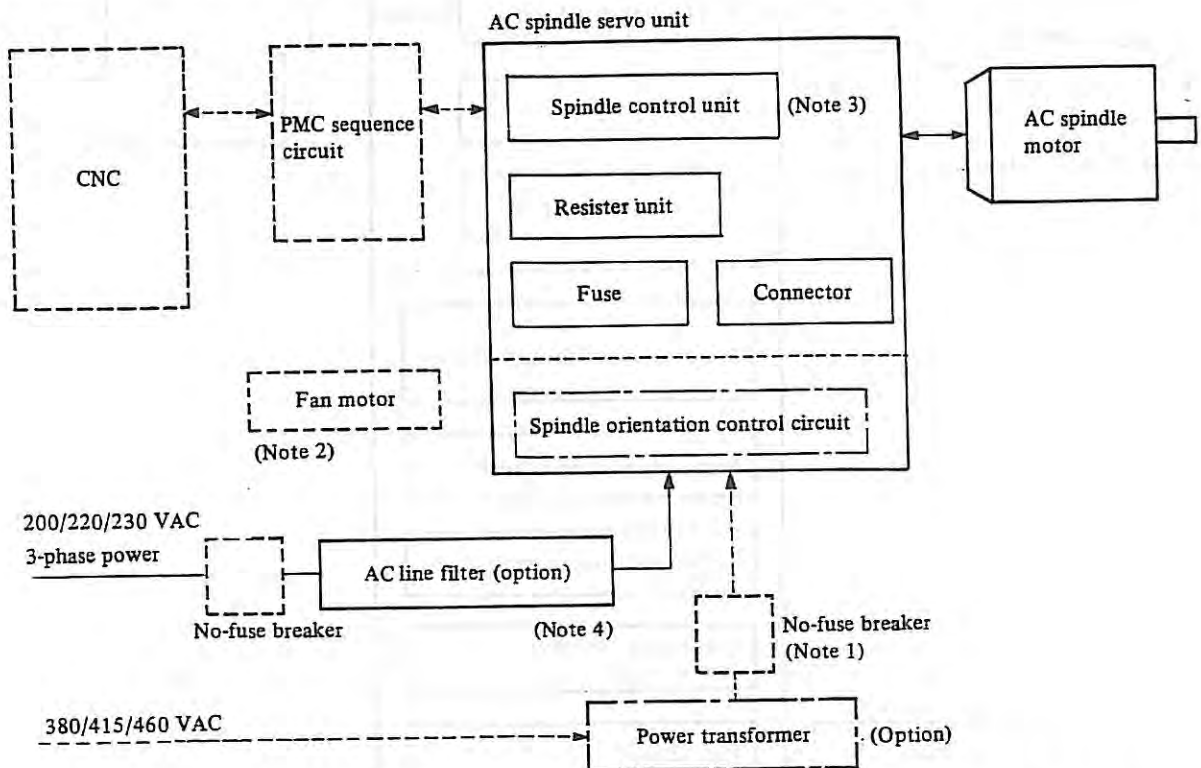 AC spindle servo unit
CNC
PMC sequence
circuit
Spindle control unit
(Note 3)
AC spindle
motor
Resister unit
Fuse
Connector
Fan motor
(Note 2)
Spindle orientation control circuit
200/220/230 VAC
3-phase power
No-fuse breaker
AC line filter (option)
(Note 4)
No-fuse breaker
(Note 1)
380/415/460 VAC
Power transformer
(Option)